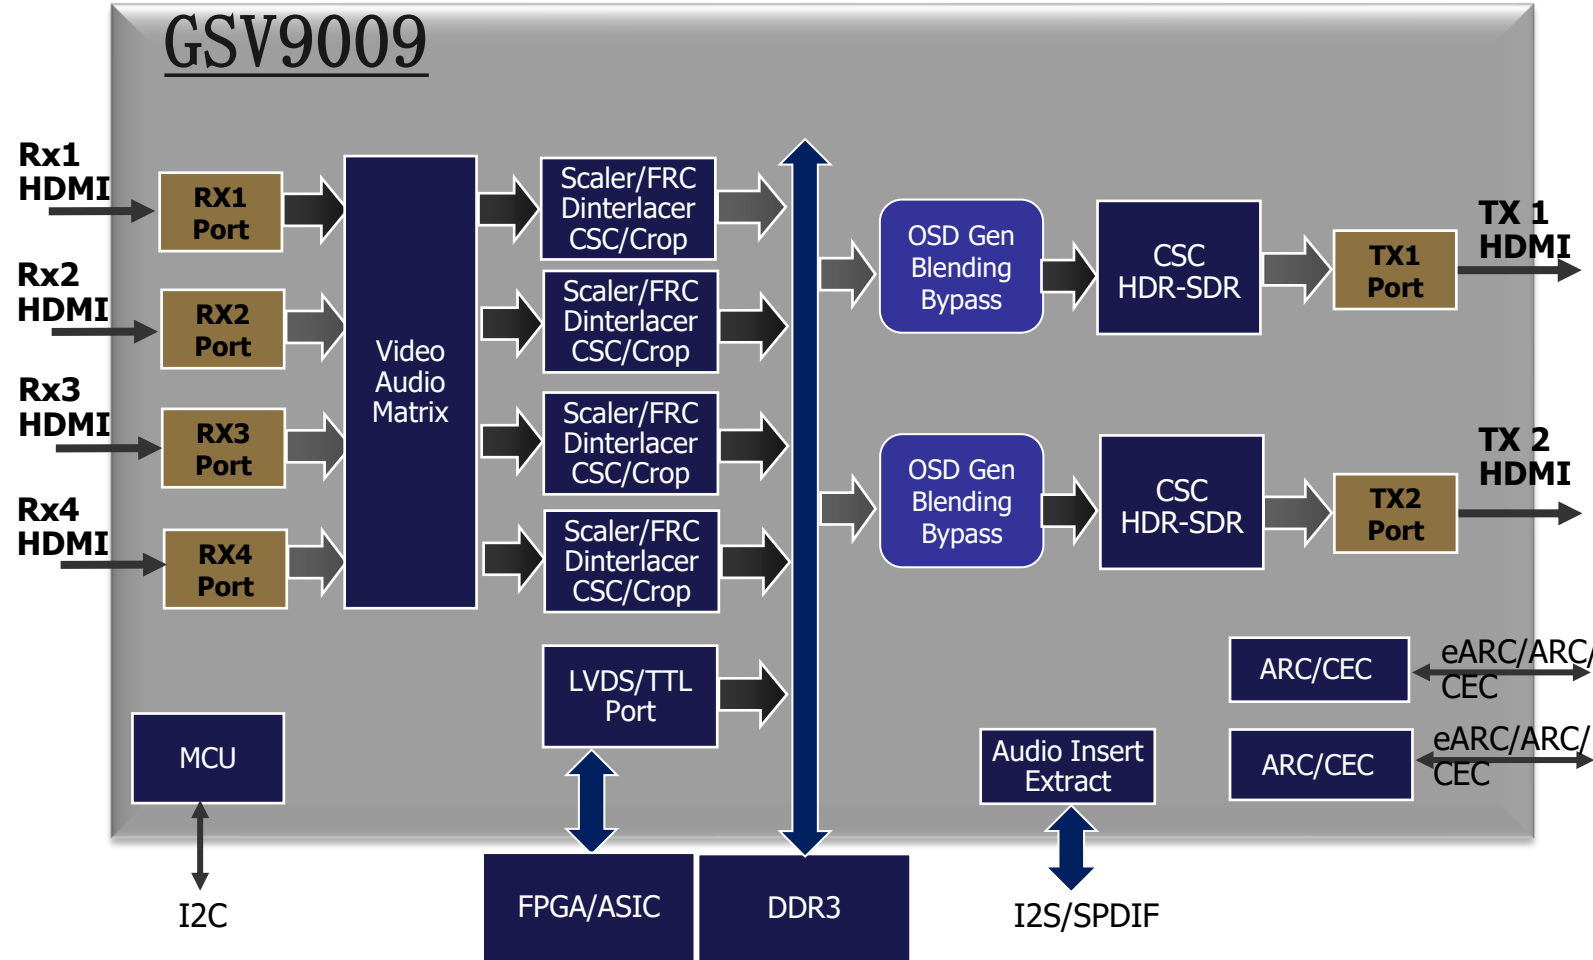 GSV9009
Rx1
HDMI
RX1
Port
Rx2
HDMI
RX2
Port
Rx3
HDMI
RX3
Port
Rx4
HDMI
RX4
Port
Video
Audio
Matrix
Scaler/FRC
Dinterlacer
CSC/Crop
Scaler/FRC
Dinterlacer
CSC/Crop
Scaler/FRC
Dinterlacer
CSC/Crop
Scaler/FRC
Dinterlacer
CSC/Crop
LVDS/TTL
Port
OSD Gen
Blending
Bypass
CSC
HDR-SDR
TX1
Port
TX 1
HDMI
OSD Gen
Blending
Bypass
CSC
HDR-SDR
TX2
Port
TX 2
HDMI
ARC/CEC
eARC/ARC/
CEC
ARC/CEC
eARC/ARC/
CEC
MCU
I2C
FPGA/ASIC
DDR3
Audio Insert
Extract
I2S/SPDIF